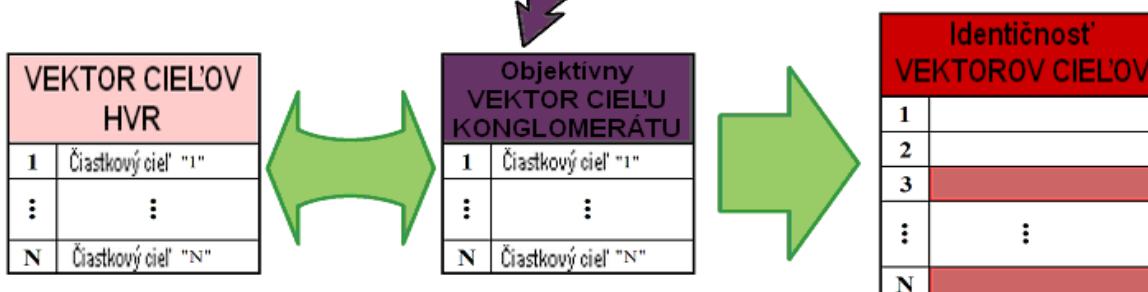 VEKTOR CIEĽOV
HVR
1 Čiastkový cieľ "1"
⋮ ⋮
N Čiastkový cieľ "N"
Objektívny
VEKTOR CIEĽU
KONGLOMERÁTU
1 Čiastkový cieľ "1"
⋮ ⋮
N Čiastkový cieľ "N"
Identičnosť
VEKTOROV CIEĽOV
1
2
3
⋮ ⋮
N